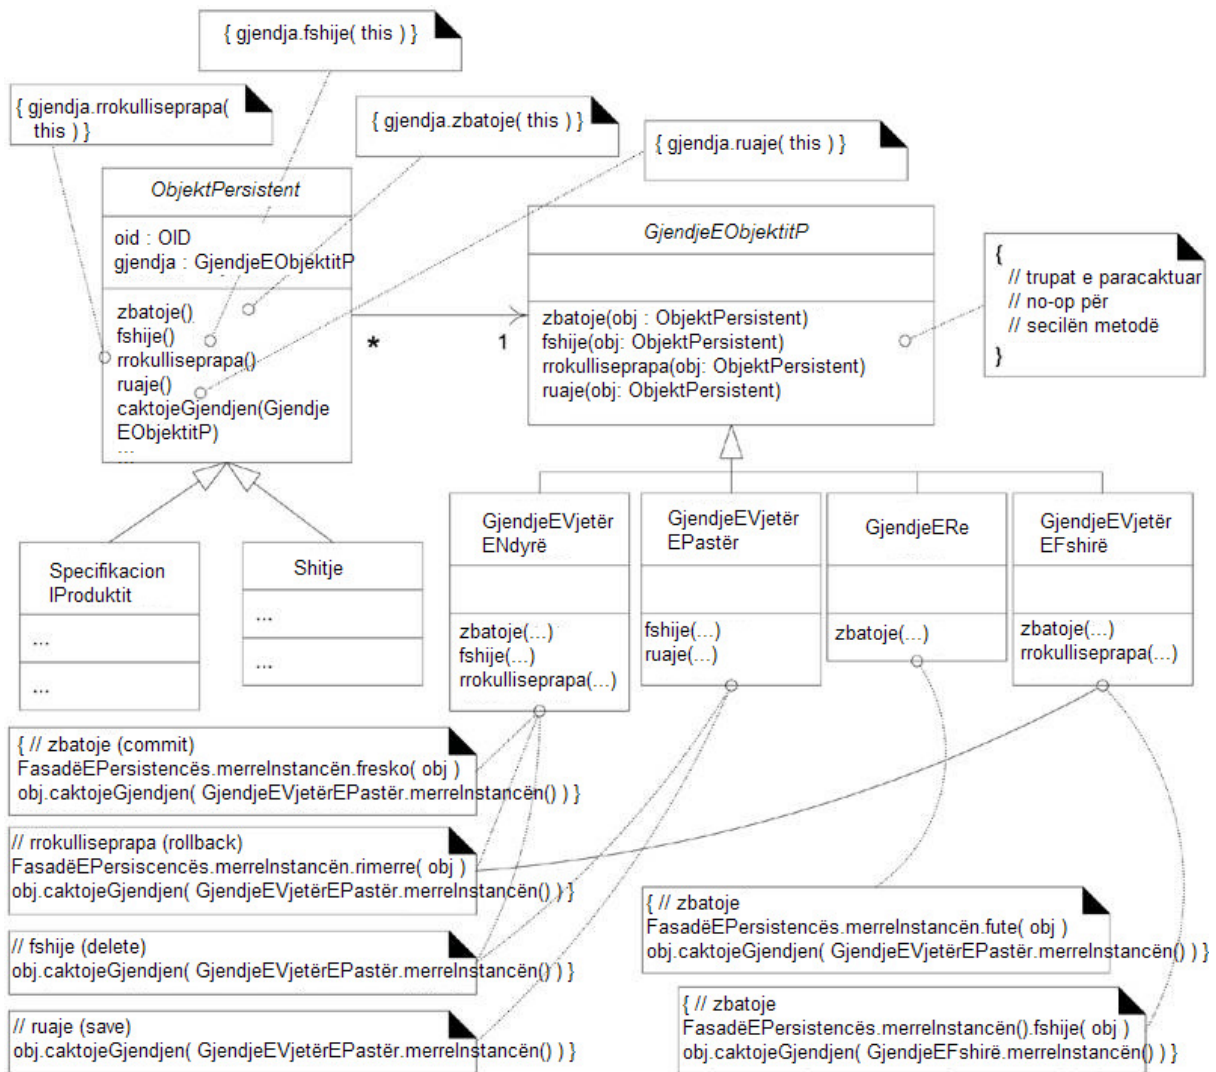 { gjendja.fshije( this ) }
{ gjendja.rrokulliseprapa(
this ) }
{ gjendja.zbatoje( this ) }
{ gjendja.ruaje( this ) }
ObjektPersistent
oid : OID
gjendja : GjendjeEObjektitP
zbatoje()
fshije()
rrokulliseprapa()
ruaje()
caktojeGjendjen(Gjendje
EObjektitP)
...
*
1
GjendjeEObjektitP
zbatoje(obj : ObjektPersistent)
fshije(obj: ObjektPersistent)
rrokulliseprapa(obj: ObjektPersistent)
ruaje(obj: ObjektPersistent)
{
// trupat e paracaktuar
// no-op për
// secilën metodë
}
Specifikacion
IProduktit
...
...
Shitje
...
...
GjendjeEVjetër
ENdyrë
zbatoje(...)
fshije(...)
rrokulliseprapa(...)
GjendjeEVjetër
EPastër
fshije(...)
ruaje(...)
GjendjeERe
zbatoje(...)
GjendjeEVjetër
EFshirë
zbatoje(...)
rrokulliseprapa(...)
{ // zbatoje (commit)
FasadëEPersistencës.merreInstancën.fresko( obj )
obj.caktojeGjendjen( GjendjeEVjetërEPastër.merreInstancën() ) }
// rrokulliseprapa (rollback)
FasadëEPersiscencës.merreInstancën.rimerre( obj )
obj.caktojeGjendjen( GjendjeEVjetërEPastër.merreInstancën() ) }
// fshije (delete)
obj.caktojeGjendjen( GjendjeEVjetërEPastër.merreInstancën() ) }
// ruaje (save)
obj.caktojeGjendjen( GjendjeEVjetërEPastër.merreInstancën() ) }
{ // zbatoje
FasadëEPersistencës.merreInstancën.fute( obj )
obj.caktojeGjendjen( GjendjeEVjetërEPastër.merreInstancën() ) }
{ // zbatoje
FasadëEPersistencës.merreInstancën().fshije( obj )
obj.caktojeGjendjen( GjendjeEFshirë.merreInstancën() ) }